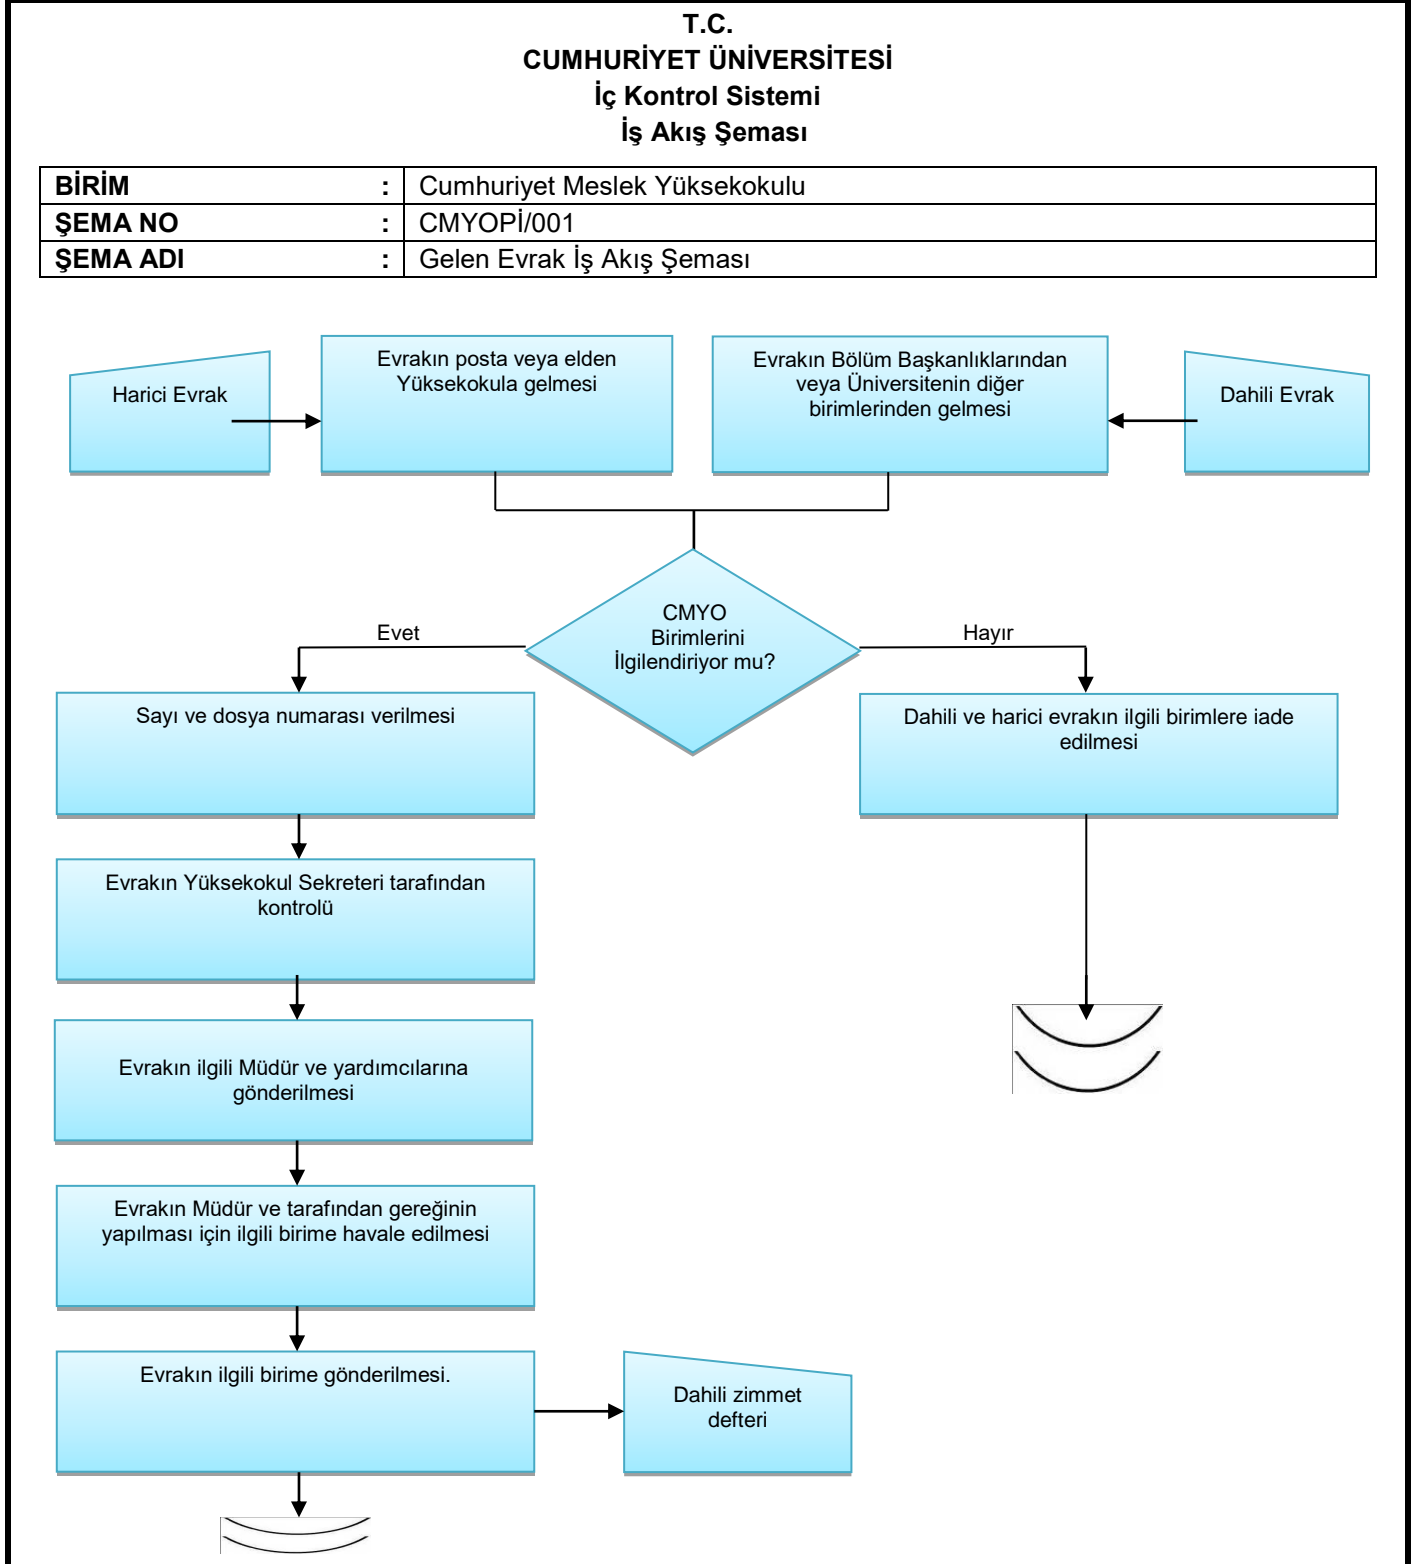 T.C.
CUMHURİYET ÜNİVERSİTESİ
İç Kontrol Sistemi
İş Akış Şeması
BİRİM : Cumhuriyet Meslek Yüksekokulu
ŞEMA NO : CMYOPİ/001
ŞEMA ADI : Gelen Evrak İş Akış Şeması
Harici Evrak
Evrakın posta veya elden
Yüksekokula gelmesi
Evrakın Bölüm Başkanlıklarından
veya Üniversitenin diğer
birimlerinden gelmesi
Dahili Evrak
CMYO
Birimlerini
İlgilendiriyor mu?
Evet
Hayır
Sayı ve dosya numarası verilmesi
Dahili ve harici evrakın ilgili birimlere iade
edilmesi
Evrakın Yüksekokul Sekreteri tarafından
kontrolü
Evrakın ilgili Müdür ve yardımcılarına
gönderilmesi
Evrakın Müdür ve tarafından gereğinin
yapılması için ilgili birime havale edilmesi
Evrakın ilgili birime gönderilmesi.
Dahili zimmet
defteri